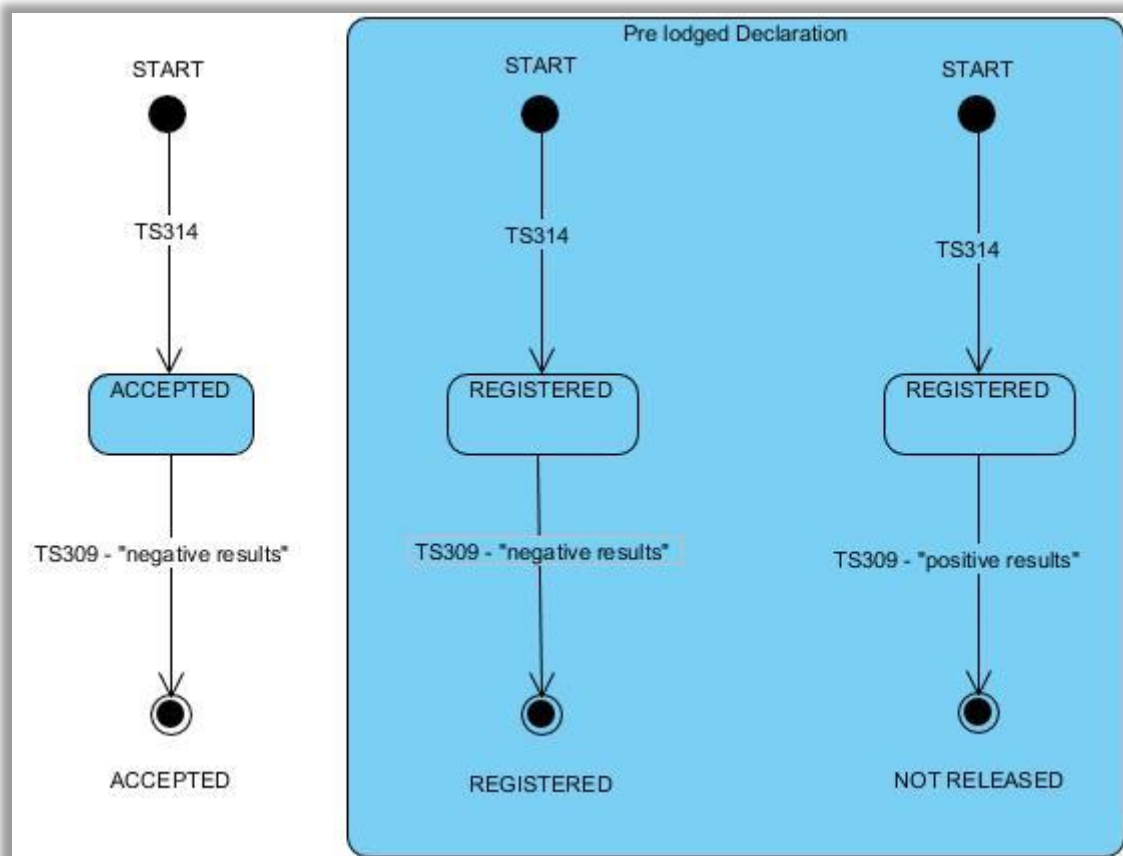 Pre lodged Declaration
START
START
START
TS314
TS314
TS314
ACCEPTED
REGISTERED
REGISTERED
TS309 - "negative results"
TS309 - "negative results"
TS309 - "positive results"
ACCEPTED
REGISTERED
NOT RELEASED